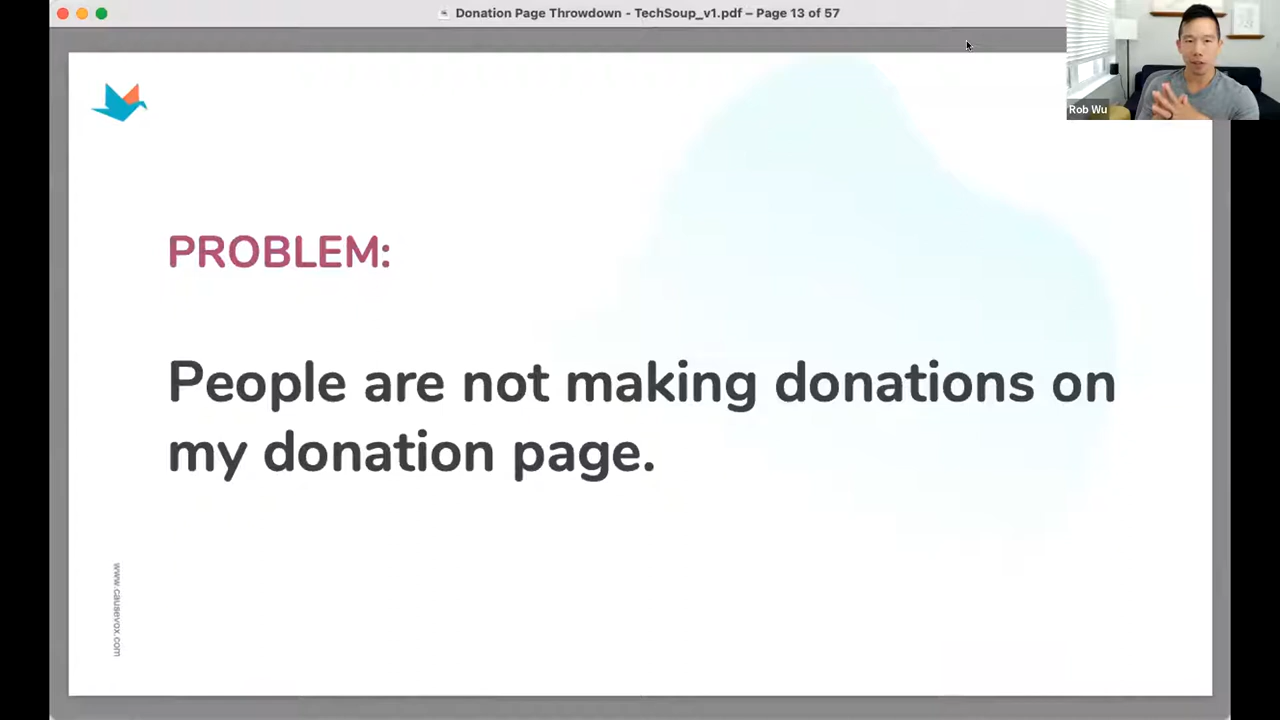 Donation Page Throwdown - TechSoup_v1.pdf – Page 13 of 57
Rob Wu
PROBLEM:
People are not making donations on
my donation page.
www.causevox.com